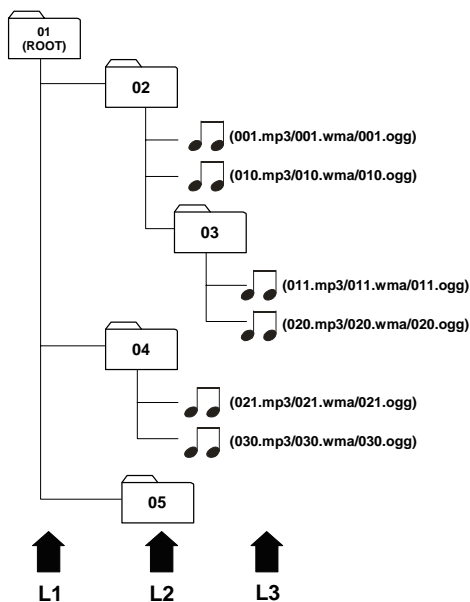 01
(ROOT)
02
(001.mp3/001.wma/001.ogg)
(010.mp3/010.wma/010.ogg)
03
(011.mp3/011.wma/011.ogg)
(020.mp3/020.wma/020.ogg)
04
(021.mp3/021.wma/021.ogg)
(030.mp3/030.wma/030.ogg)
05
L1 L2 L3